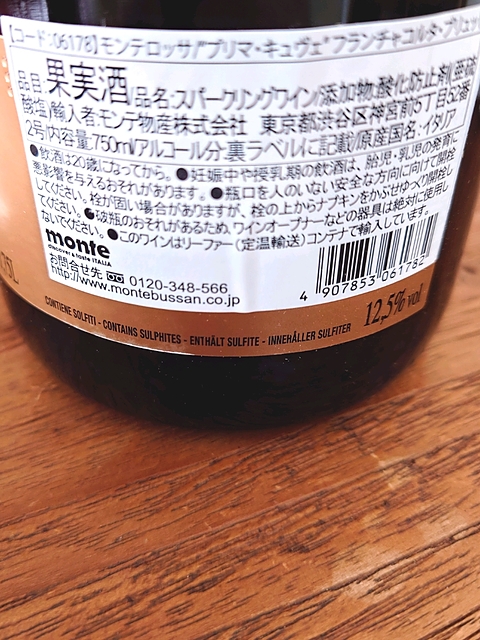 【コード:06178】モンテロッサ/"プリマ・キュヴェ"フランチャコルタ・ブリュッ
品目:果実酒/品名:スパークリングワイン/添加物:酸化防止剤(亜硫
酸塩)/輸入者:モンテ物産株式会社 東京都渋谷区神宮前5丁目52番
2号/内容量:750ml/アルコール分:裏ラベルに記載/原産国名:イタリア
●飲酒は20歳になってから。●妊娠中や授乳期の飲酒は、胎児・乳児の発育に
悪影響を与えるおそれがあります。●瓶口を人のいない安全な方向に向けて開栓
してください。栓が固い場合がありますが、栓の上からナプキンをかぶせゆっくり開栓し
てください。●破瓶のおそれがあるため、ワインオープナーなどの器具は絶対に使用し
ないでください。●このワインはリーファー(定温輸送)コンテナで輸入しています。
monte
discover & taste ITALIA
お問合せ先 0120-348-566
http://www.montebussan.co.jp
4 907853 061782
CONTIENE SOLFITI - CONTAINS SULPHITES - ENTHÄLT SULFITE - INNEHÅLLER SULFITER
12,5% vol